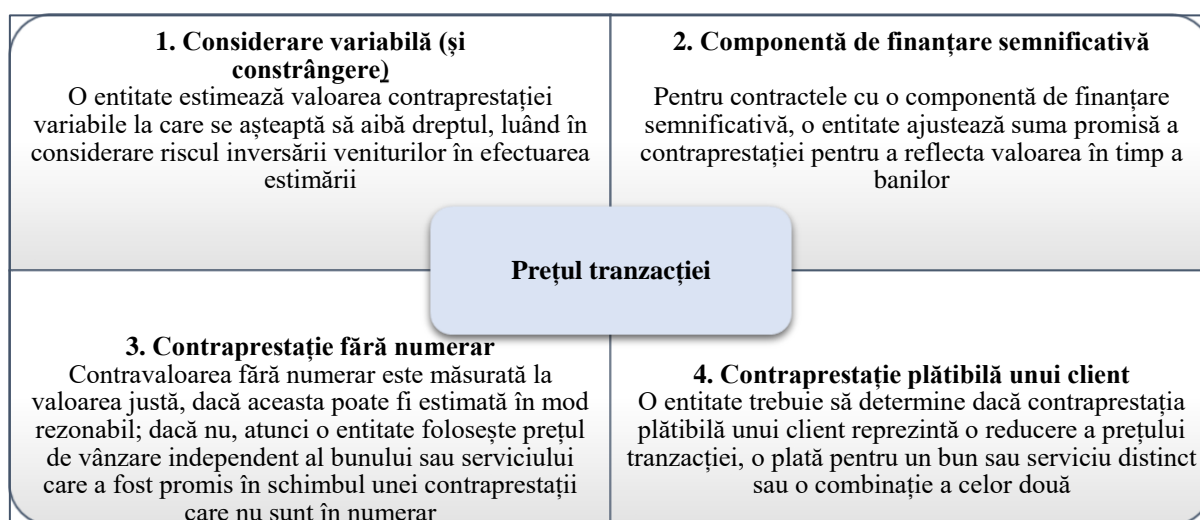 1. Considerare variabilă (și
constrângere)
O entitate estimează valoarea contraprestației
variabile la care se așteaptă să aibă dreptul, luând în
considerare riscul inversării veniturilor în efectuarea
estimării
2. Componentă de finanțare semnificativă
Pentru contractele cu o componentă de finanțare
semnificativă, o entitate ajustează suma promisă a
contraprestației pentru a reflecta valoarea în timp a
banilor
Prețul tranzacției
3. Contraprestație fără numerar
Contravaloarea fără numerar este măsurată la
valoarea justă, dacă aceasta poate fi estimată în mod
rezonabil; dacă nu, atunci o entitate folosește prețul
de vânzare independent al bunului sau serviciului
care a fost promis în schimbul unei contraprestații
care nu sunt în numerar
4. Contraprestație plătibilă unui client
O entitate trebuie să determine dacă contraprestația
plătibilă unui client reprezintă o reducere a prețului
tranzacției, o plată pentru un bun sau serviciu distinct
sau o combinație a celor două